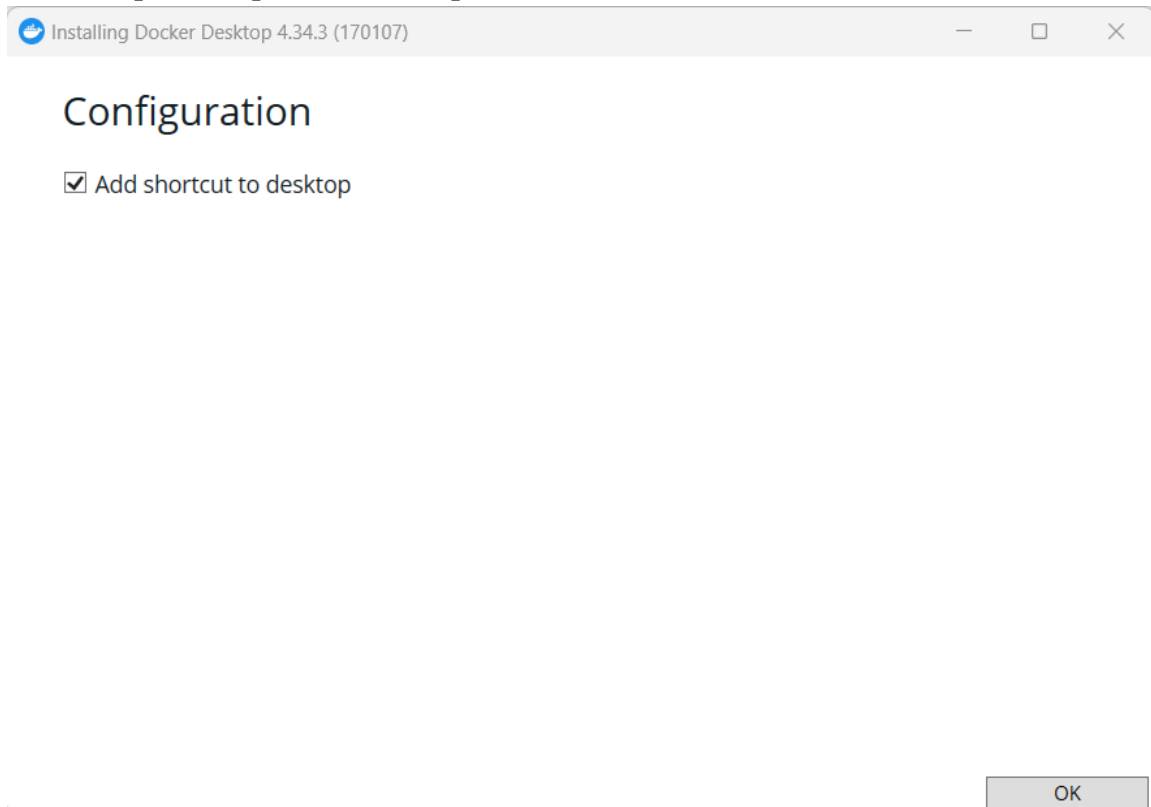 Installing Docker Desktop 4.34.3 (170107)
Configuration
Add shortcut to desktop
OK